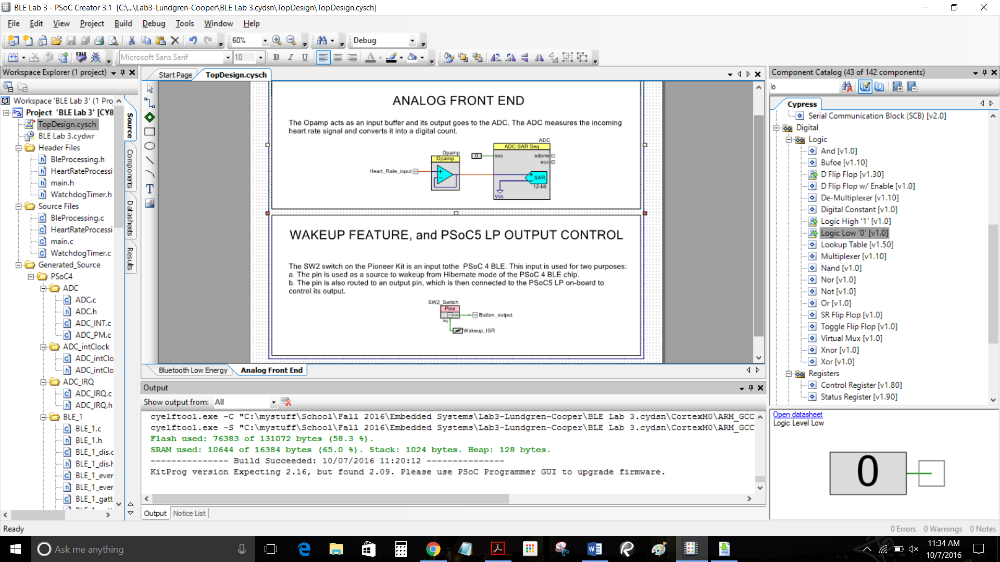 BLE Lab 3 - PSoC Creator 3.1 [C:\...\Lab3-Lundgren-Cooper\BLE Lab 3.cydsn\TopDesign\TopDesign.cysch]
File Edit View Project Build Debug Tools Window Help
60%
Debug
Microsoft Sans Serif 10 B I U
Workspace Explorer (1 project)
Workspace 'BLE Lab 3' (1 Pro
Project 'BLE Lab 3' [CY8
TopDesign.cysch
BLE Lab 3.cydwr
Header Files
BleProcessing.h
HeartRateProcessi
main.h
WatchdogTimer.h
Source Files
BleProcessing.c
HeartRateProcessi
main.c
WatchdogTimer.c
Generated_Source
PSoC4
ADC
ADC.c
ADC.h
ADC_INT.c
ADC_PM.c
ADC_intClock
ADC_intClo
ADC_intClo
ADC_IRQ
ADC_IRQ.c
ADC_IRQ.h
BLE_1
BLE_1.c
BLE_1.h
BLE_1_dis.c
BLE_1_dis.h
BLE_1_ever
BLE_1_ever
BLE_1_gatt
Source
Components
Datasheets
Results
Start Page
TopDesign.cysch
ANALOG FRONT END
The Opamp acts as an input buffer and its output goes to the ADC. The ADC measures the incoming
heart rate signal and converts it into a digital count.
ADC
ADC SAR Seq
Opamp
Opamp
0
soc
sdone
eoc
Heart_Rate_input
SAR
12-bit
Vss
WAKEUP FEATURE, and PSoC5 LP OUTPUT CONTROL
The SW2 switch on the Pioneer Kit is an input tothe PSoC 4 BLE. This input is used for two purposes:
a. The pin is used as a source to wakeup from Hibernate mode of the PSoC 4 BLE chip.
b. The pin is also routed to an output pin, which is then connected to the PSoC5 LP on-board to
control its output.
SW2_Switch
Pins
Button_output
irq
Wakeup_ISR
Bluetooth Low Energy
Analog Front End
Output
Show output from: All
cyelftool.exe -C "C:\mystuff\School\Fall 2016\Embedded Systems\Lab3-Lundgren-Cooper\BLE Lab 3.cydsn\CortexM0\ARM_GCC
cyelftool.exe -S "C:\mystuff\School\Fall 2016\Embedded Systems\Lab3-Lundgren-Cooper\BLE Lab 3.cydsn\CortexM0\ARM_GCC
Flash used: 76383 of 131072 bytes (58.3 %).
SRAM used: 10644 of 16384 bytes (65.0 %). Stack: 1024 bytes. Heap: 128 bytes.
--------------- Build Succeeded: 10/07/2016 11:20:12 ---------------
KitProg version Expecting 2.16, but found 2.09. Please use PSoC Programmer GUI to upgrade firmware.
Output
Notice List
Component Catalog (43 of 142 components)
lo
Cypress
Serial Communication Block (SCB) [v2.0]
Digital
Logic
And [v1.0]
Bufoe [v1.10]
D Flip Flop [v1.30]
D Flip Flop w/ Enable [v1.0]
De-Multiplexer [v1.10]
Digital Constant [v1.0]
Logic High '1' [v1.0]
Logic Low '0' [v1.0]
Lookup Table [v1.50]
Multiplexer [v1.10]
Nand [v1.0]
Nor [v1.0]
Not [v1.0]
Or [v1.0]
SR Flip Flop [v1.0]
Toggle Flip Flop [v1.0]
Virtual Mux [v1.0]
Xnor [v1.0]
Xor [v1.0]
Registers
Control Register [v1.80]
Status Register [v1.90]
Open datasheet
Logic Level Low
0
Ready
0 Errors 0 Warnings 0 Notes
Ask me anything
11:34 AM
10/7/2016